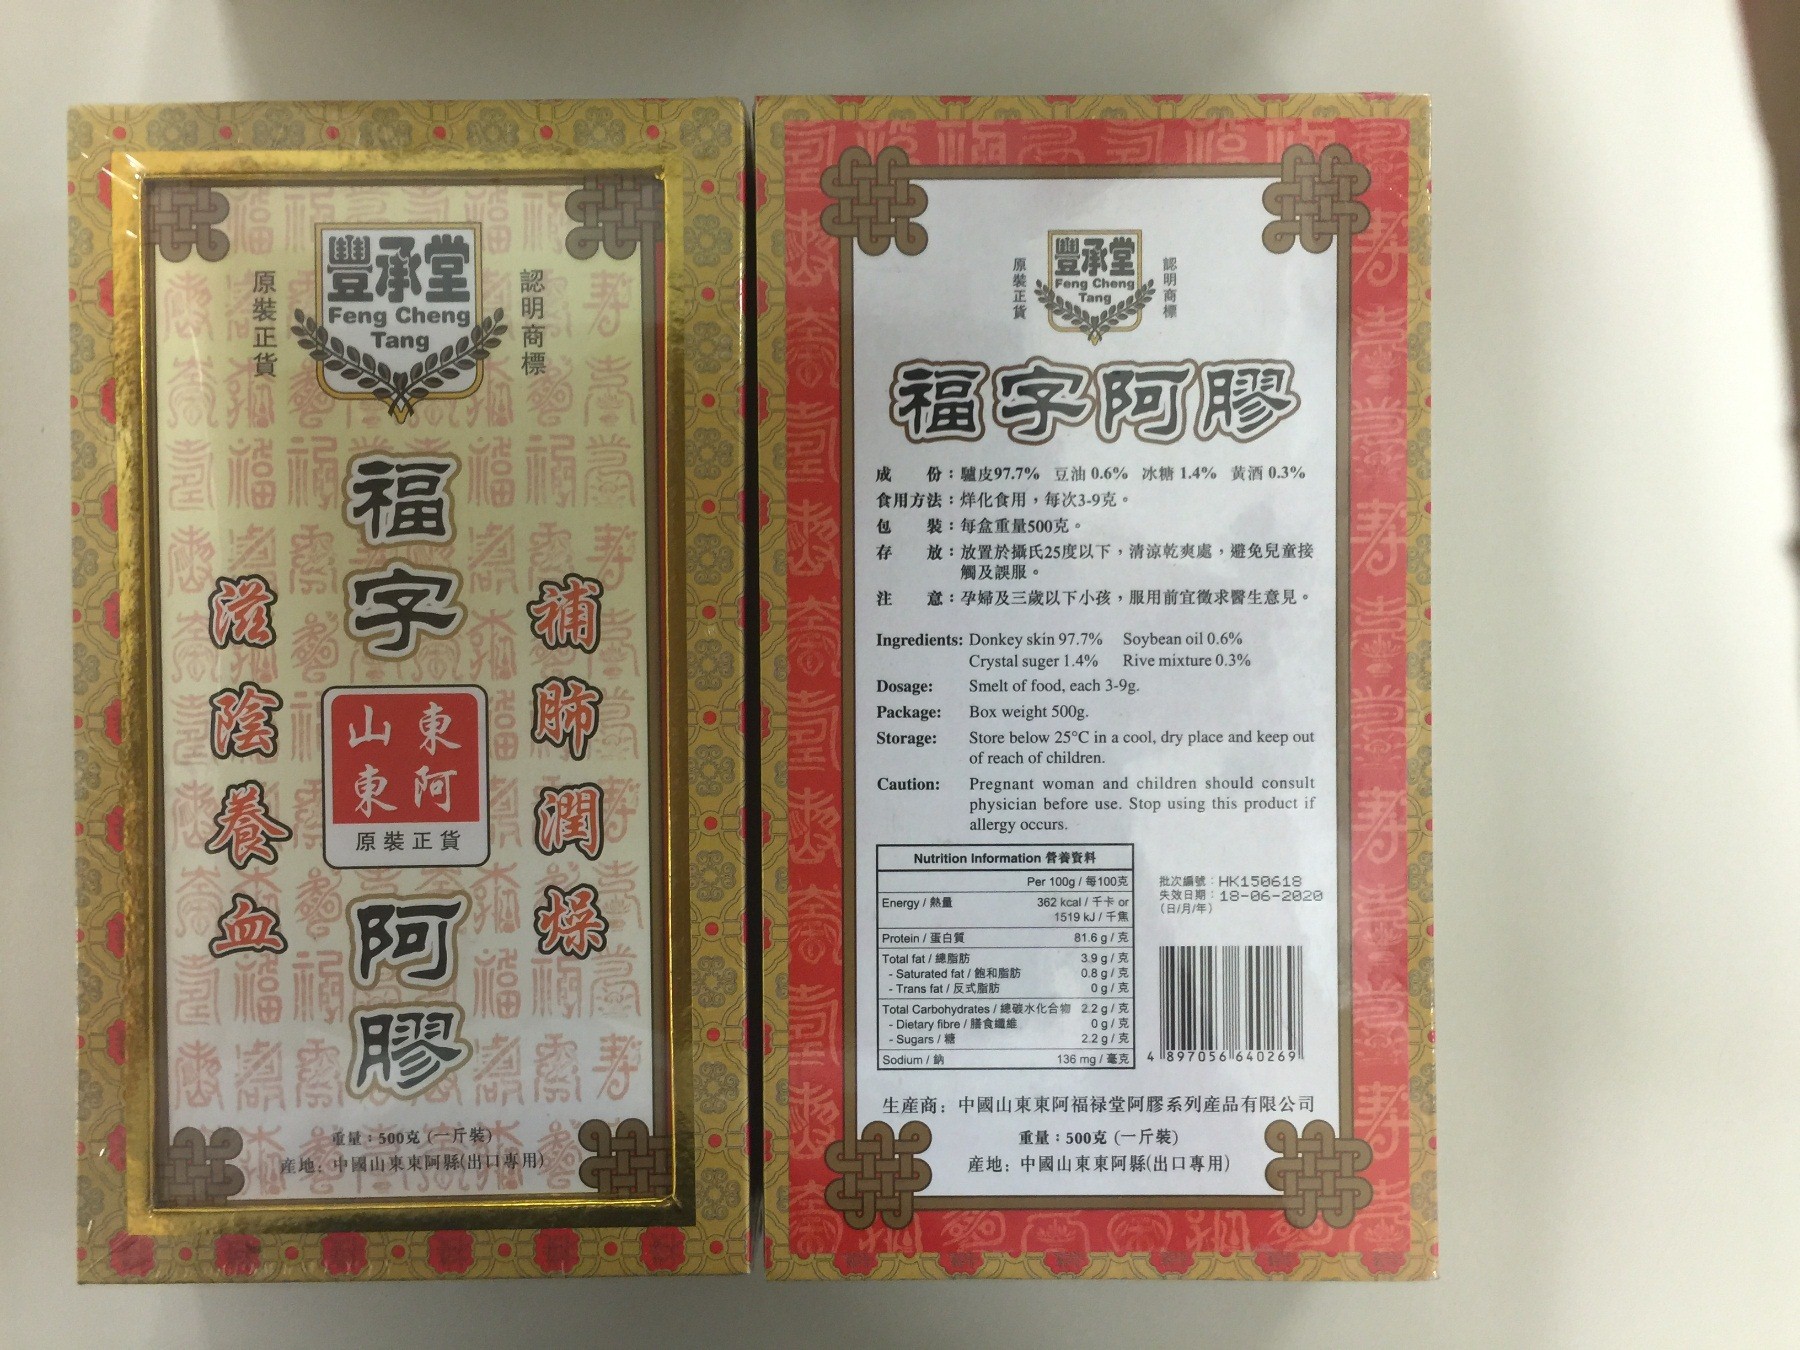 原裝正貨
豐承堂
Feng Cheng
Tang
認明商標
福字
滋陰養血
補肺潤燥
山東
東阿
原裝正貨
阿膠
重量：500克 (一斤裝)
産地：中國山東東阿縣(出口專用)
原裝正貨
豐承堂
Feng Cheng
Tang
認明商標
福字阿膠
成　份：驢皮97.7% 豆油 0.6% 冰糖 1.4% 黃酒 0.3%
食用方法：烊化食用，每次3-9克。
包　裝：每盒重量500克。
存　放：放置於攝氏25度以下，清涼乾爽處，避免兒童接
觸及誤服。
注　意：孕婦及三歲以下小孩，服用前宜徵求醫生意見。
Ingredients: Donkey skin 97.7% Soybean oil 0.6%
Crystal suger 1.4% Rive mixture 0.3%
Dosage: Smelt of food, each 3-9g.
Package: Box weight 500g.
Storage: Store below 25°C in a cool, dry place and keep out
of reach of children.
Caution: Pregnant woman and children should consult
physician before use. Stop using this product if
allergy occurs.
Nutrition Information 營養資料
Per 100g / 每100克
Energy / 熱量 362 kcal / 千卡 or
1519 kJ / 千焦
Protein / 蛋白質 81.6 g / 克
Total fat / 總脂肪 3.9 g / 克
- Saturated fat / 飽和脂肪 0.8 g / 克
- Trans fat / 反式脂肪 0 g / 克
Total Carbohydrates / 總碳水化合物 2.2 g / 克
- Dietary fibre / 膳食纖維 0 g / 克
- Sugars / 糖 2.2 g / 克
Sodium / 鈉 136 mg / 毫克
批次編號：HK150618
失效日期：18-06-2020
(日/月/年)
4 897056 640269
生産商：中國山東東阿福禄堂阿膠系列産品有限公司
重量：500克 (一斤裝)
産地：中國山東東阿縣(出口專用)